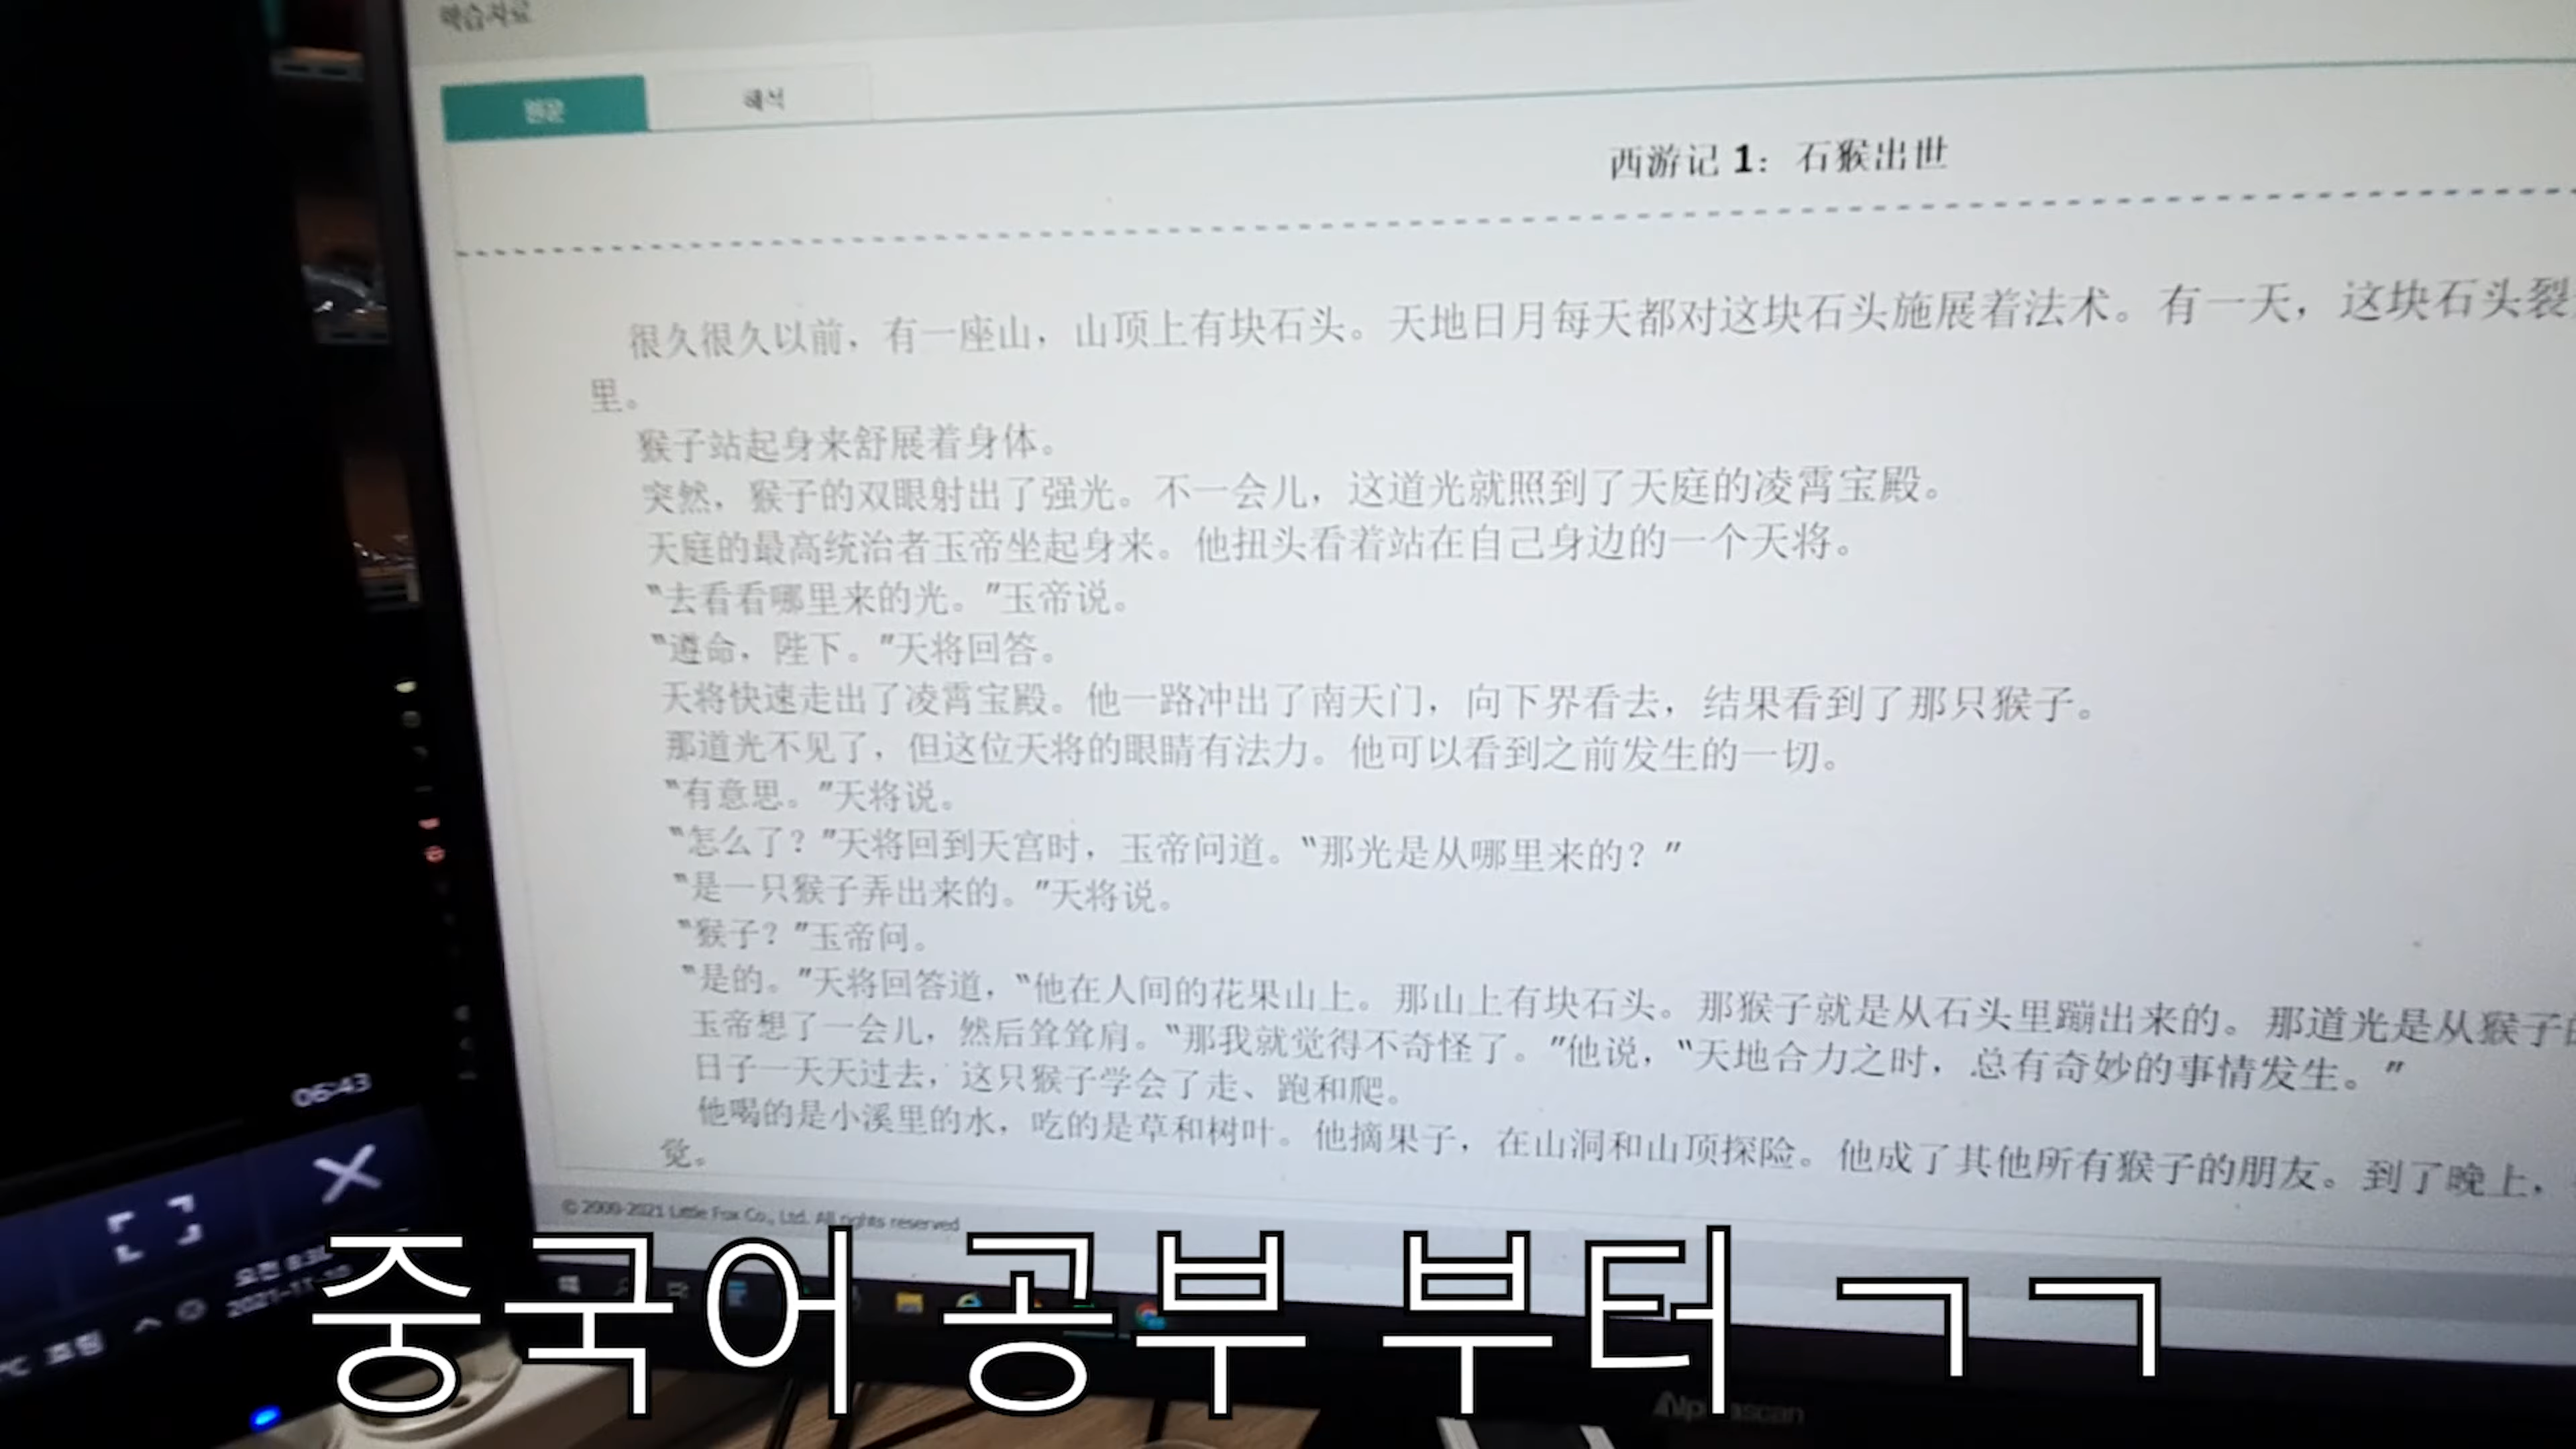 학습자료
원문
해석
西游记 1：石猴出世
很久很久以前，有一座山，山顶上有块石头。天地日月每天都对这块石头施展着法术。有一天，这块石头裂
里。
猴子站起身来舒展着身体。
突然，猴子的双眼射出了强光。不一会儿，这道光就照到了天庭的凌霄宝殿。
天庭的最高统治者玉帝坐起身来。他扭头看着站在自己身边的一个天将。
“去看看哪里来的光。”玉帝说。
“遵命，陛下。”天将回答。
天将快速走出了凌霄宝殿。他一路冲出了南天门，向下界看去，结果看到了那只猴子。
那道光不见了，但这位天将的眼睛有法力。他可以看到之前发生的一切。
“有意思。”天将说。
“怎么了？”天将回到天宫时，玉帝问道。“那光是从哪里来的？”
“是一只猴子弄出来的。”天将说。
“猴子？”玉帝问。
“是的。”天将回答道，“他在人间的花果山上。那山上有块石头。那猴子就是从石头里蹦出来的。那道光是从猴子的
玉帝想了一会儿，然后耸耸肩。“那我就觉得不奇怪了。”他说，“天地合力之时，总有奇妙的事情发生。”
日子一天天过去，这只猴子学会了走、跑和爬。
他喝的是小溪里的水，吃的是草和树叶。他摘果子，在山洞和山顶探险。他成了其他所有猴子的朋友。到了晚上，
觉。
© 2000-2021 Little Fox Co., Ltd. All rights reserved
06:43
오전
2021-11-10
°C 흐림
중국어 공부 부터 ㄱㄱ